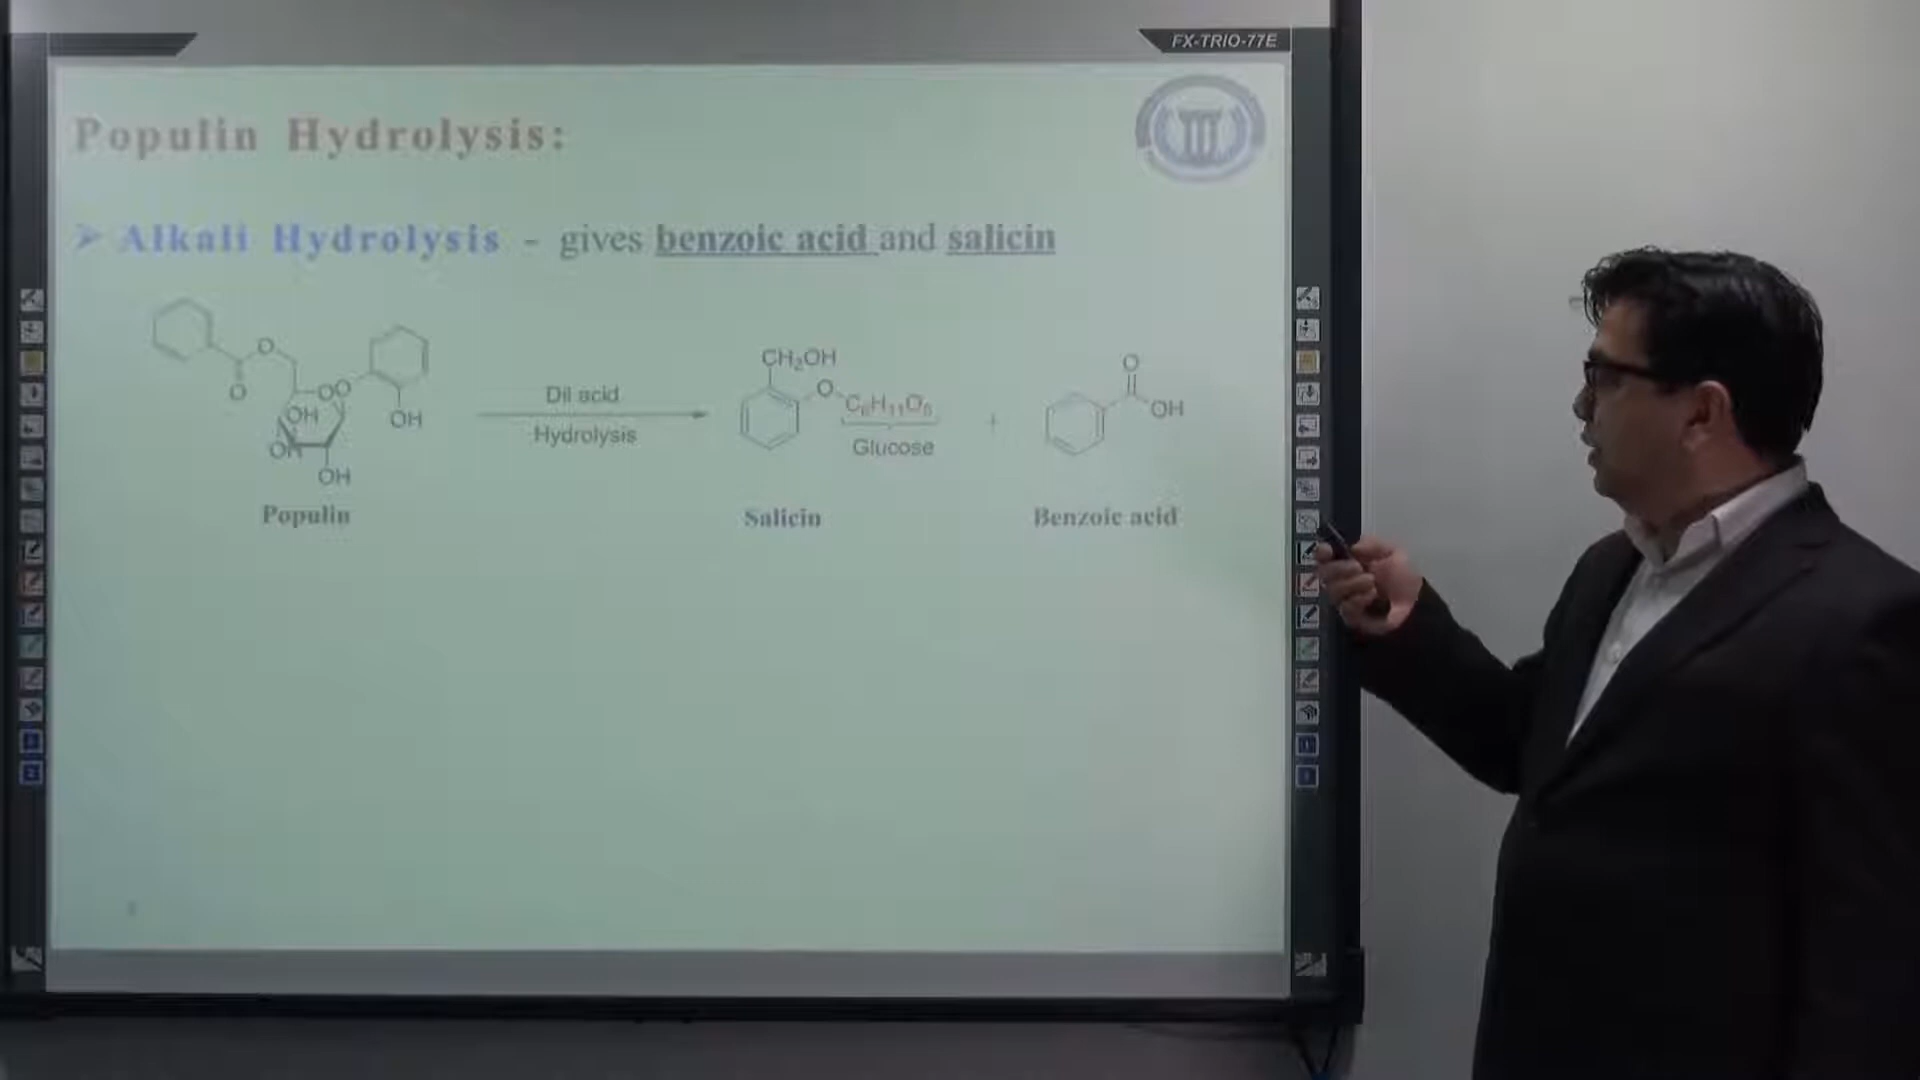 FX-TRIO-77E
Populin Hydrolysis:
➤ Alkali Hydrolysis - gives benzoic acid and salicin
O
O
O
O
OH
OH
OH
OH
Populin
Dil acid
Hydrolysis
CH₂OH
O
C₆H₁₁O₅
Glucose
Salicin
+
O
OH
Benzoic acid